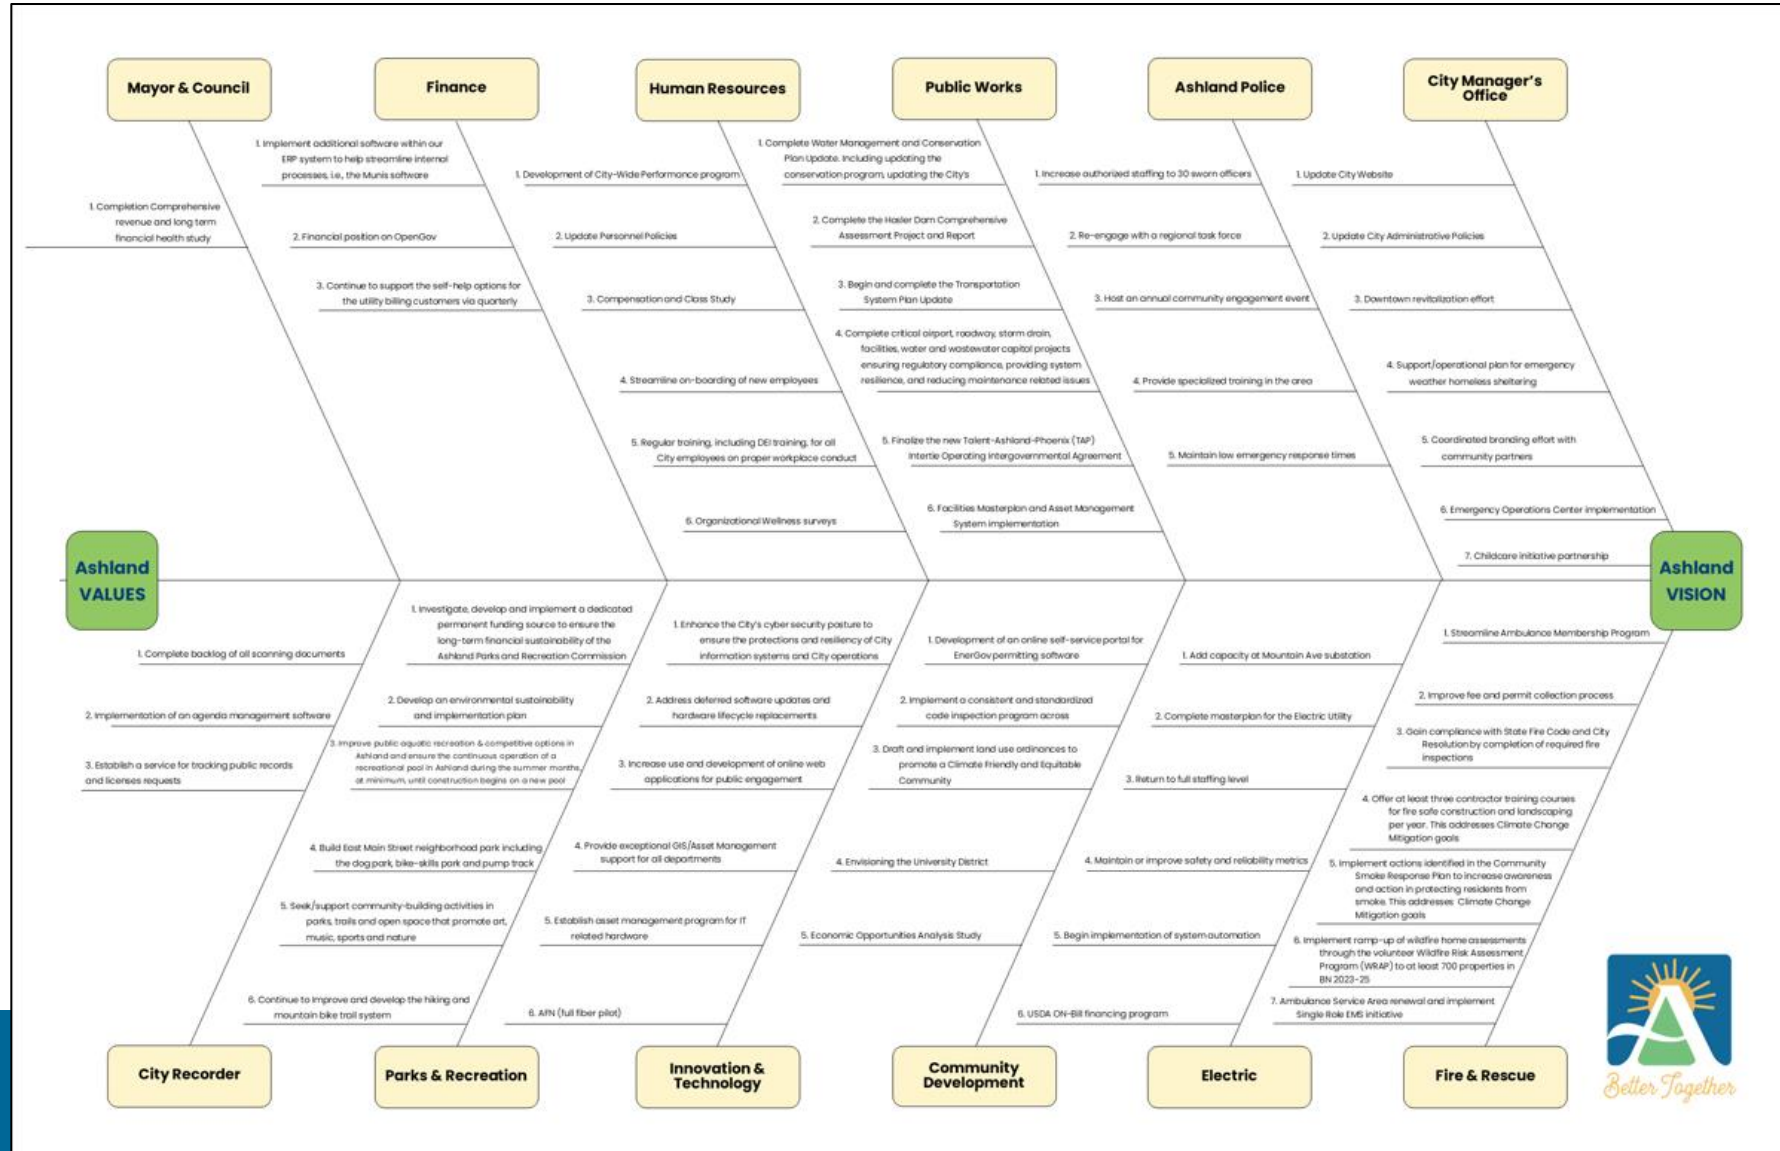 Mayor & Council
1. Completion Comprehensive
revenue and long term
financial health study
Finance
1. Implement additional software within our
ERP system to help streamline internal
processes, i.e., the Munis software
2. Financial position on OpenGov
3. Continue to support the self-help options for
the utility billing customers via quarterly
Human Resources
1. Development of City-Wide Performance program
2. Update Personnel Policies
3. Compensation and Class Study
4. Streamline on-boarding of new employees
5. Regular training, including DEI training, for all
City employees on proper workplace conduct
6. Organizational Wellness surveys
Public Works
1. Complete Water Management and Conservation
Plan Update. Including updating the
conservation program, updating the City's
2. Complete the Hosler Dam Comprehensive
Assessment Project and Report
3. Begin and complete the Transportation
System Plan Update
4. Complete critical airport, roadway, storm drain,
facilities, water and wastewater capitol projects
ensuring regulatory compliance, providing system
resilience, and reducing maintenance related issues
5. Finalize the new Talent-Ashland-Phoenix (TAP)
Intertie Operating Intergovernmental Agreement
6. Facilities Masterplan and Asset Management
System implementation
Ashland Police
1. Increase authorized staffing to 30 sworn officers
2. Re-engage with a regional task force
3. Host an annual community engagement event
4. Provide specialized training in the area
5. Maintain low emergency response times
City Manager's
Office
1. Update City Website
2. Update City Administrative Policies
3. Downtown revitalization effort
4. Support/operational plan for emergency
weather homeless sheltering
5. Coordinated branding effort with
community partners
6. Emergency Operations Center implementation
7. Childcare initiative partnership
Ashland
VALUES
Ashland
VISION
1. Complete backlog of all scanning documents
2. Implementation of an agenda management software
3. Establish a service for tracking public records
and licenses requests
City Recorder
1. Investigate, develop and implement a dedicated
permanent funding source to ensure the
long-term financial sustainability of the
Ashland Parks and Recreation Commission
2. Develop an environmental sustainability
and implementation plan
3. Improve public aquatic recreation & competitive options in
Ashland and ensure the continuous operation of a
recreational pool in Ashland during the summer months,
at minimum, until construction begins on a new pool
4. Build East Main Street neighborhood park including
the dog park, bike-skills park and pump track
5. Seek/support community-building activities in
parks, trails and open space that promote art,
music, sports and nature
6. Continue to Improve and develop the hiking and
mountain bike trail system
Parks & Recreation
1. Enhance the City's cyber security posture to
ensure the protections and resiliency of City
information systems and City operations
2. Address deferred software updates and
hardware lifecycle replacements
3. Increase use and development of online web
applications for public engagement
4. Provide exceptional GIS/Asset Management
support for all departments
5. Establish asset management program for IT
related hardware
6. AFN (full fiber pilot)
Innovation &
Technology
1. Development of an online self-service portal for
EnerGov permitting software
2. Implement a consistent and standardized
code inspection program across
3. Draft and implement land use ordinances to
promote a Climate Friendly and Equitable
Community
4. Envisioning the University District
5. Economic Opportunities Analysis Study
Community
Development
1. Add capacity at Mountain Ave substation
2. Complete masterplan for the Electric Utility
3. Return to full staffing level
4. Maintain or improve safety and reliability metrics
5. Begin implementation of system automation
6. USDA ON-Bill financing program
Electric
1. Streamline Ambulance Membership Program
2. Improve fee and permit collection process
3. Gain compliance with State Fire Code and City
Resolution by completion of required fire
inspections
4. Offer at least three contractor training courses
for fire safe construction and landscaping
per year. This addresses Climate Change
Mitigation goals
5. Implement actions identified in the Community
Smoke Response Plan to increase awareness
and action in protecting residents from
smoke. This addresses Climate Change
Mitigation goals
6. Implement ramp-up of wildfire home assessments
through the volunteer Wildfire Risk Assessment
Program (WRAP) to at least 700 properties in
BN 2023-25
7. Ambulance Service Area renewal and implement
Single Role EMS initiative
Fire & Rescue
Better Together